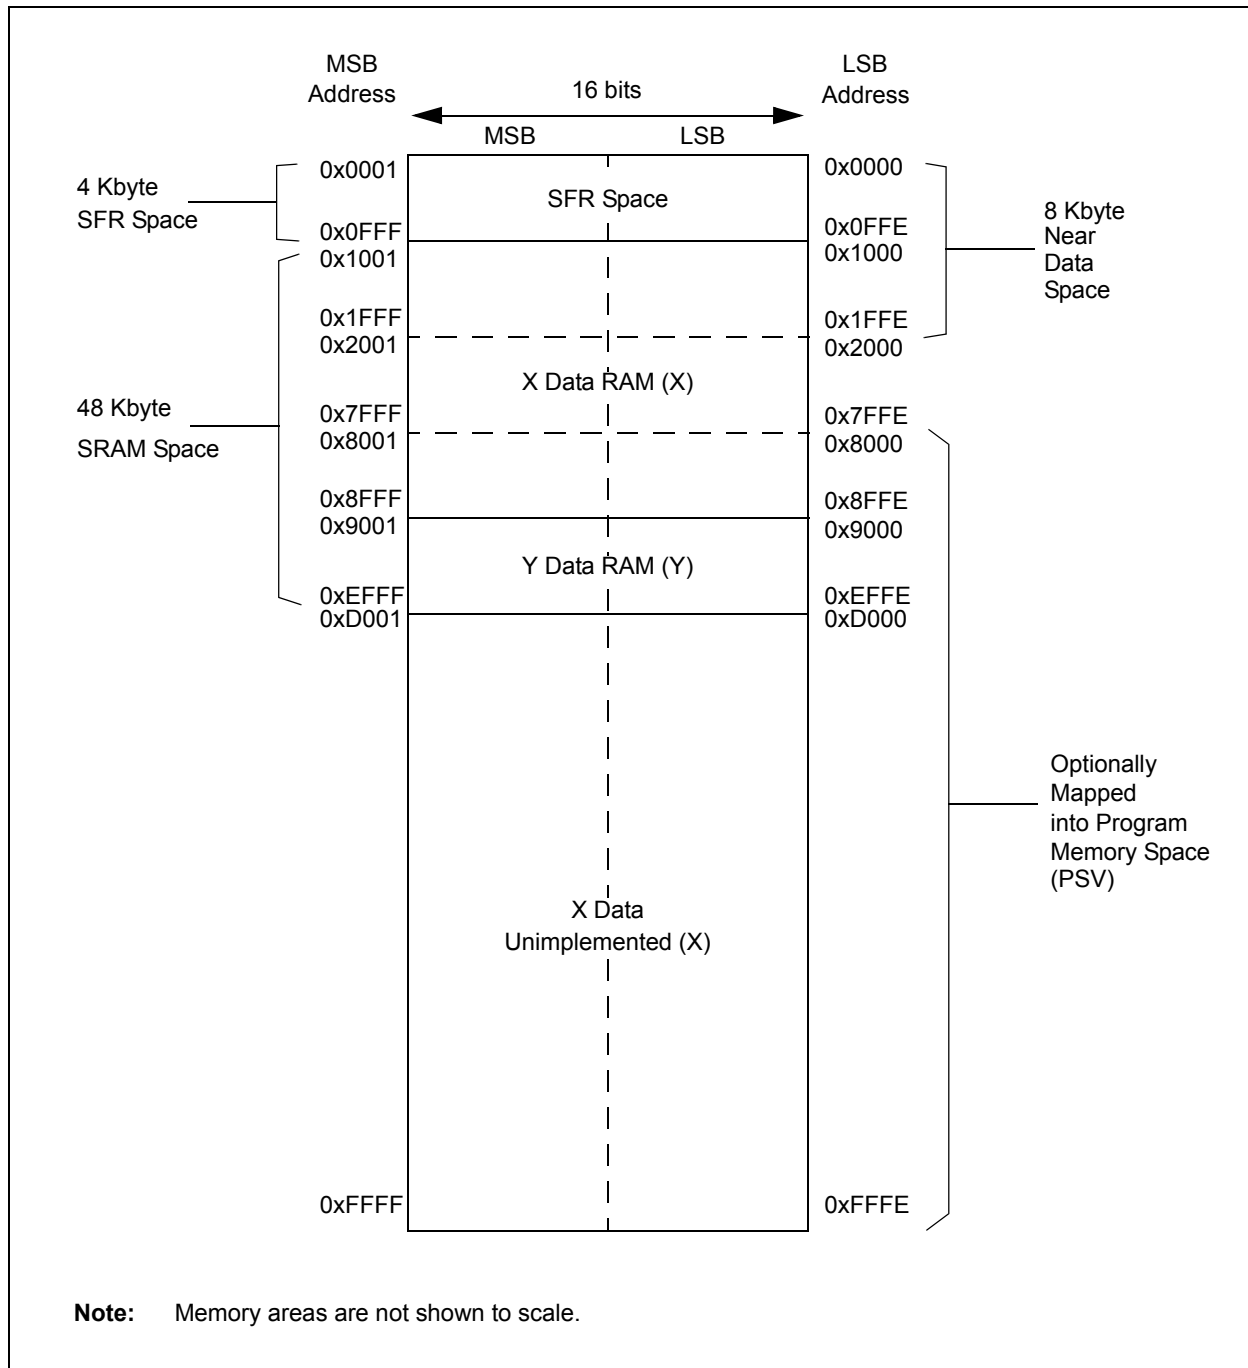 MSB
Address
16 bits
LSB
Address
MSB
LSB
4 Kbyte
SFR Space
0x0001
SFR Space
0x0000
0x0FFF
0x1001
0x0FFE
0x1000
8 Kbyte
Near
Data
Space
0x1FFF
0x2001
0x1FFE
0x2000
X Data RAM (X)
48 Kbyte
SRAM Space
0x7FFF
0x8001
0x7FFE
0x8000
0x8FFF
0x9001
0x8FFE
0x9000
Y Data RAM (Y)
0xEFFF
0xD001
0xEFFE
0xD000
Optionally
Mapped
into Program
Memory Space
(PSV)
X Data
Unimplemented (X)
0xFFFF
0xFFFE
Note: Memory areas are not shown to scale.